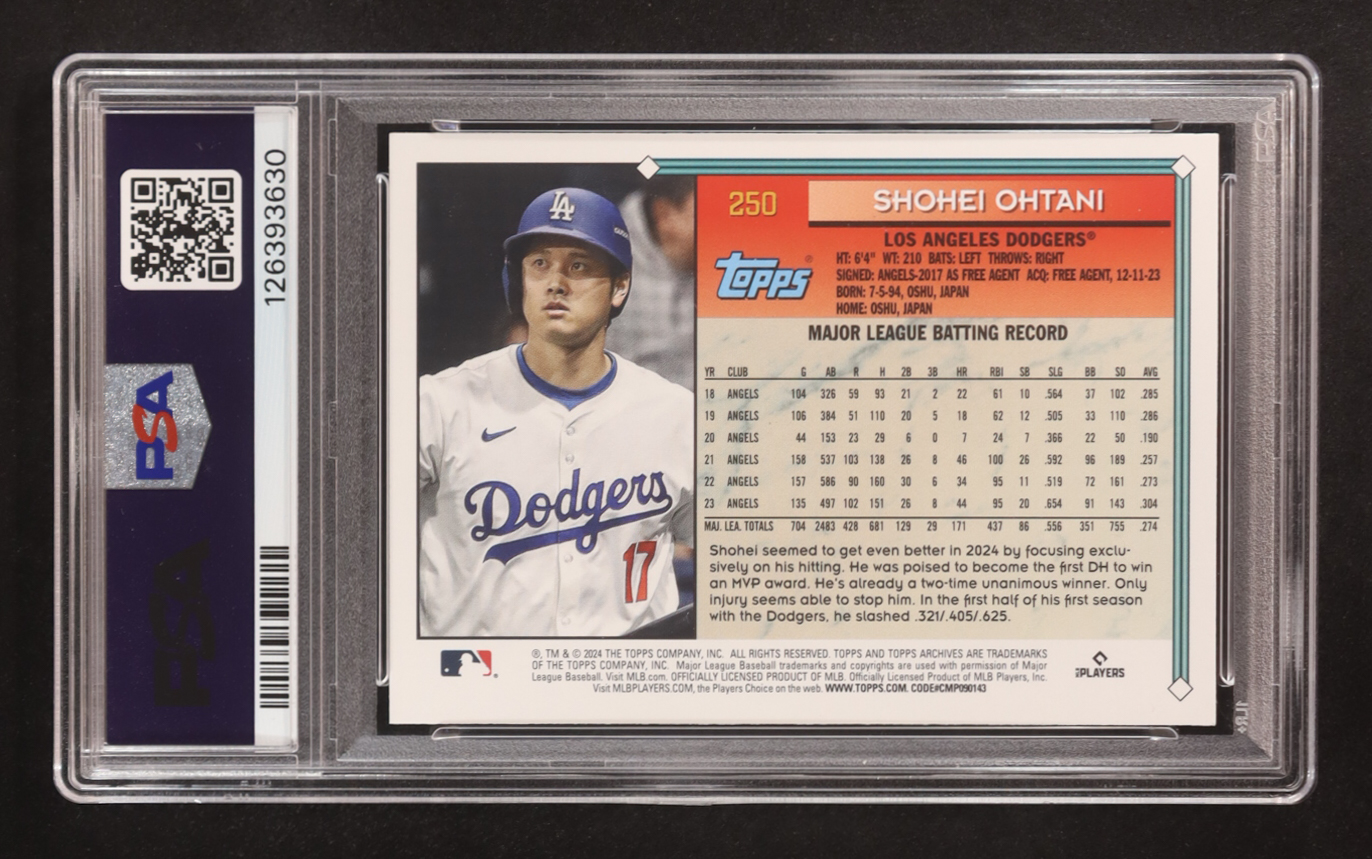 126393630
PSA
PSA
LA
Dodgers
17
250
SHOHEI OHTANI
LOS ANGELES DODGERS®
Topps®
HT: 6'4" WT: 210 BATS: LEFT THROWS: RIGHT
SIGNED: ANGELS-2017 AS FREE AGENT ACQ: FREE AGENT, 12-11-23
BORN: 7-5-94, OSHU, JAPAN
HOME: OSHU, JAPAN
MAJOR LEAGUE BATTING RECORD
YR CLUB G AB R H 2B 3B HR RBI SB SLG BB SO AVG
18 ANGELS 104 326 59 93 21 2 22 61 10 .564 37 102 .285
19 ANGELS 106 384 51 110 20 5 18 62 12 .505 33 110 .286
20 ANGELS 44 153 23 29 6 0 7 24 7 .366 22 50 .190
21 ANGELS 158 537 103 138 26 8 46 100 26 .592 96 189 .257
22 ANGELS 157 586 90 160 30 6 34 95 11 .519 72 161 .273
23 ANGELS 135 497 102 151 26 8 44 95 20 .654 91 143 .304
MAJ. LEA. TOTALS 704 2483 428 681 129 29 171 437 86 .556 351 755 .274
Shohei seemed to get even better in 2024 by focusing exclu-
sively on his hitting. He was poised to become the first DH to win
an MVP award. He's already a two-time unanimous winner. Only
injury seems able to stop him. In the first half of his first season
with the Dodgers, he slashed .321/.405/.625.
®, TM & © 2024 THE TOPPS COMPANY, INC. ALL RIGHTS RESERVED. TOPPS AND TOPPS ARCHIVES ARE TRADEMARKS
OF THE TOPPS COMPANY, INC. Major League Baseball trademarks and copyrights are used with permission of Major
League Baseball. Visit MLB.com. OFFICIALLY LICENSED PRODUCT OF MLB. Officially Licensed Product of MLB Players, Inc.
Visit MLBPLAYERS.COM, the Players Choice on the web. WWW.TOPPS.COM. CODE#CMP090143
PLAYERS
PSA